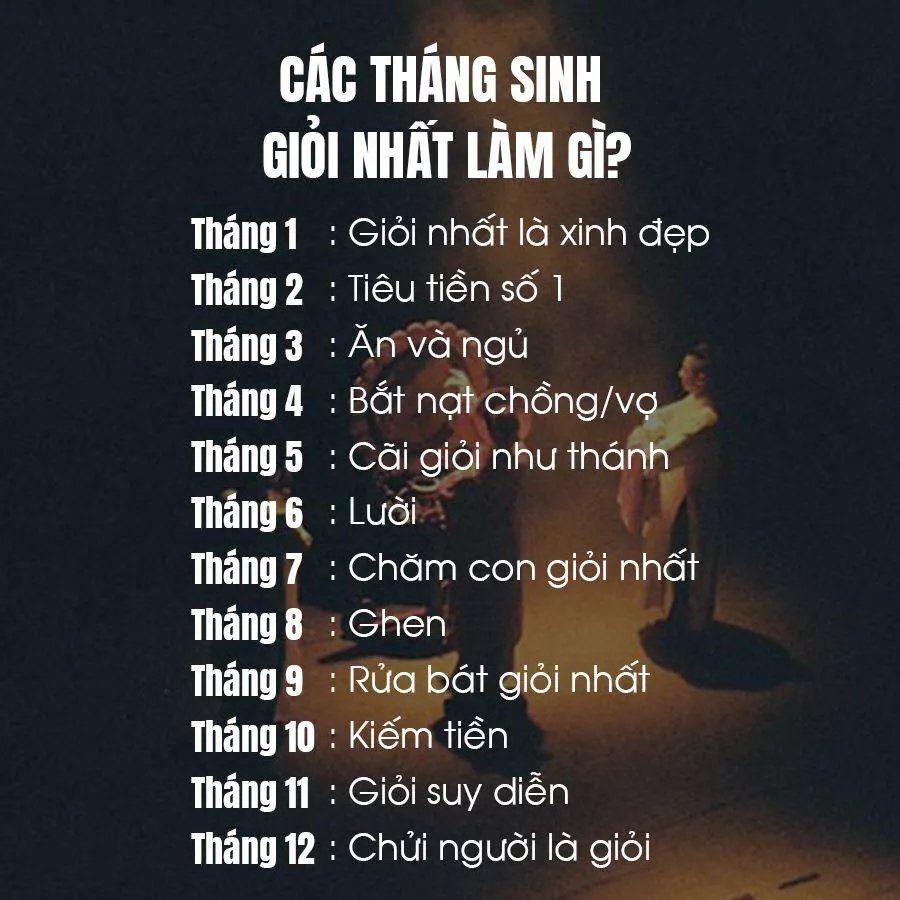 CÁC THÁNG SINH
GIỎI NHẤT LÀM GÌ?
Tháng 1 : Giỏi nhất là xinh đẹp
Tháng 2 : Tiêu tiền số 1
Tháng 3 : Ăn và ngủ
Tháng 4 : Bắt nạt chồng/vợ
Tháng 5 : Cãi giỏi như thánh
Tháng 6 : Lười
Tháng 7 : Chăm con giỏi nhất
Tháng 8 : Ghen
Tháng 9 : Rửa bát giỏi nhất
Tháng 10 : Kiếm tiền
Tháng 11 : Giỏi suy diễn
Tháng 12 : Chửi người là giỏi